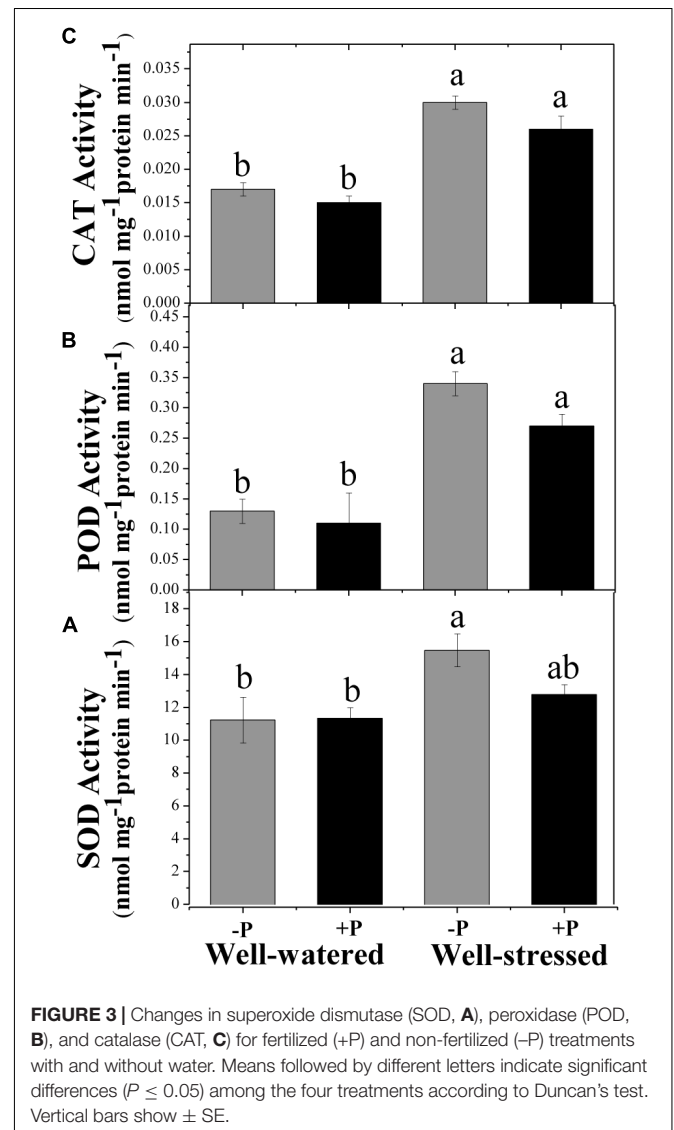 C
CAT Activity
(nmol mg-1protein min-1)
0.035
0.030
0.025
0.020
0.015
0.010
0.005
0.000
b
b
a
a
B
POD Activity
(nmol mg-1protein min-1)
0.45
0.40
0.35
0.30
0.25
0.20
0.15
0.10
0.05
0.00
b
b
a
a
A
SOD Activity
(nmol mg-1protein min-1)
18
16
14
12
10
8
6
4
2
0
b
b
a
ab
-P +P -P +P
Well-watered Well-stressed
FIGURE 3 | Changes in superoxide dismutase (SOD, A), peroxidase (POD,
B), and catalase (CAT, C) for fertilized (+P) and non-fertilized (–P) treatments
with and without water. Means followed by different letters indicate significant
differences (P ≤ 0.05) among the four treatments according to Duncan's test.
Vertical bars show ± SE.